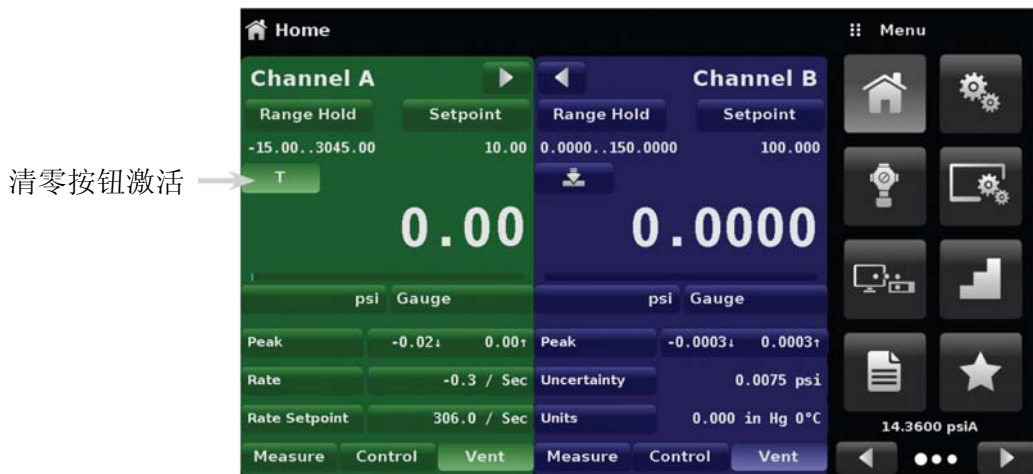 Home
Menu
Channel A
Channel B
Range Hold
Setpoint
Range Hold
Setpoint
-15.00..3045.00
10.00
0.0000..150.0000
100.000
清零按钮激活
T
0.00
0.0000
psi Gauge
psi Gauge
Peak -0.02↓ 0.00↑
Peak -0.0003↓ 0.0003↑
Rate -0.3 / Sec
Uncertainty 0.0075 psi
Rate Setpoint 306.0 / Sec
Units 0.000 in Hg 0°C
14.3600 psiA
Measure Control Vent
Measure Control Vent